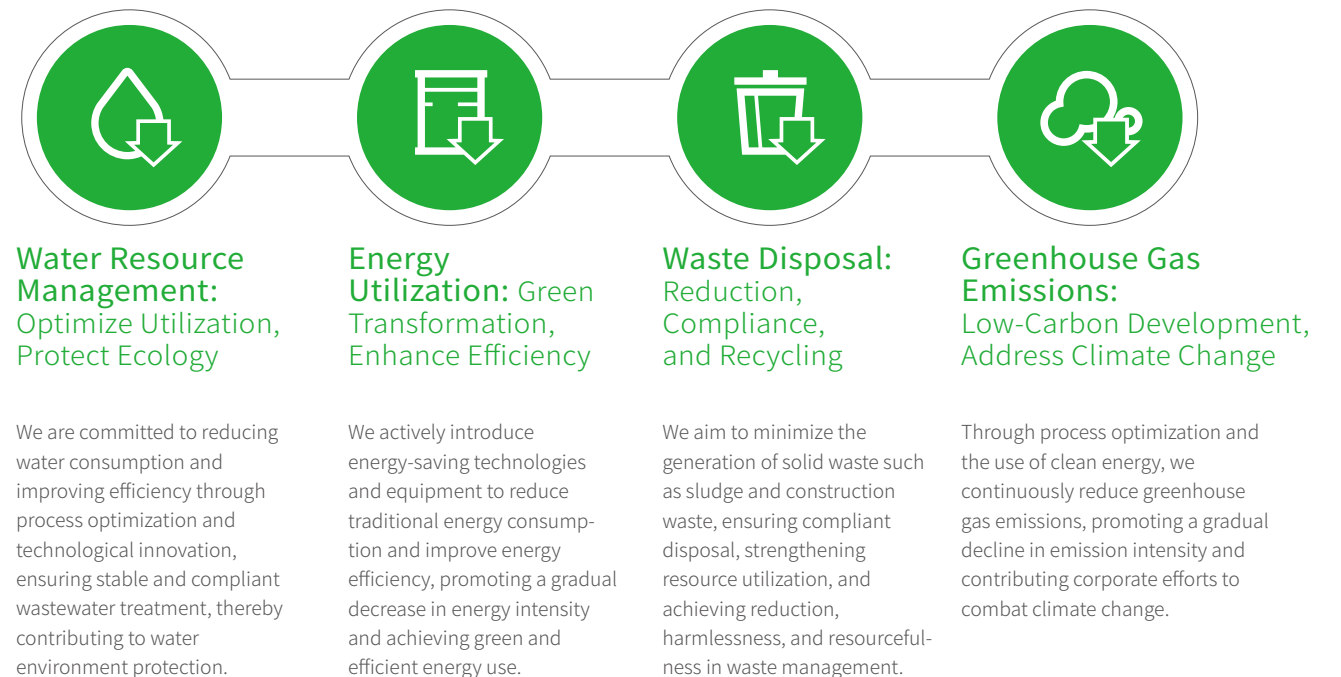 Water Resource
Management:
Optimize Utilization,
Protect Ecology
We are committed to reducing
water consumption and
improving efficiency through
process optimization and
technological innovation,
ensuring stable and compliant
wastewater treatment, thereby
contributing to water
environment protection.
Energy
Utilization: Green
Transformation,
Enhance Efficiency
We actively introduce
energy-saving technologies
and equipment to reduce
traditional energy consump-
tion and improve energy
efficiency, promoting a gradual
decrease in energy intensity
and achieving green and
efficient energy use.
Waste Disposal:
Reduction,
Compliance,
and Recycling
We aim to minimize the
generation of solid waste such
as sludge and construction
waste, ensuring compliant
disposal, strengthening
resource utilization, and
achieving reduction,
harmlessness, and resourceful-
ness in waste management.
Greenhouse Gas
Emissions:
Low-Carbon Development,
Address Climate Change
Through process optimization and
the use of clean energy, we
continuously reduce greenhouse
gas emissions, promoting a gradual
decline in emission intensity and
contributing corporate efforts to
combat climate change.